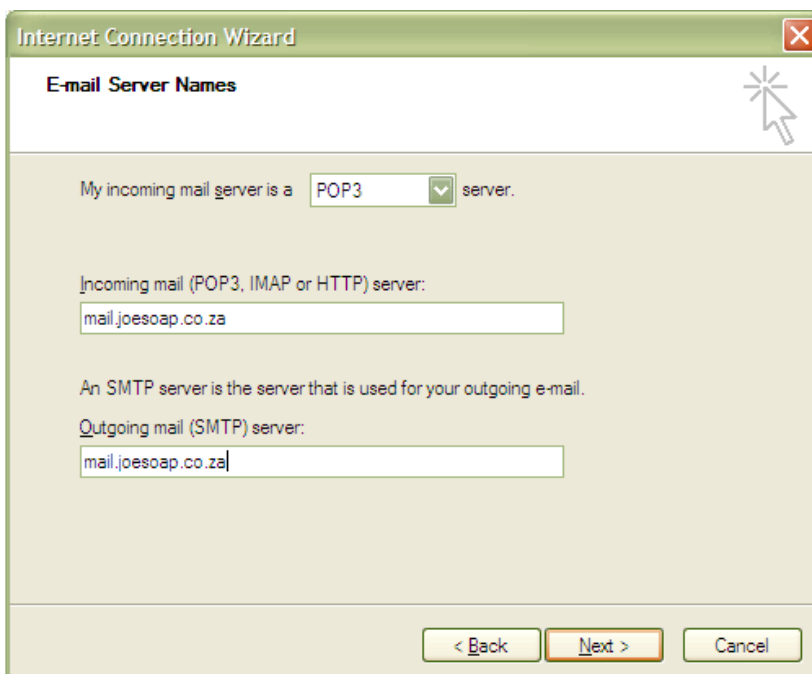 Internet Connection Wizard
E-mail Server Names
My incoming mail server is a POP3 server.
Incoming mail (POP3, IMAP or HTTP) server:
mail.joesoap.co.za
An SMTP server is the server that is used for your outgoing e-mail.
Outgoing mail (SMTP) server:
mail.joesoap.co.za
< Back Next > Cancel